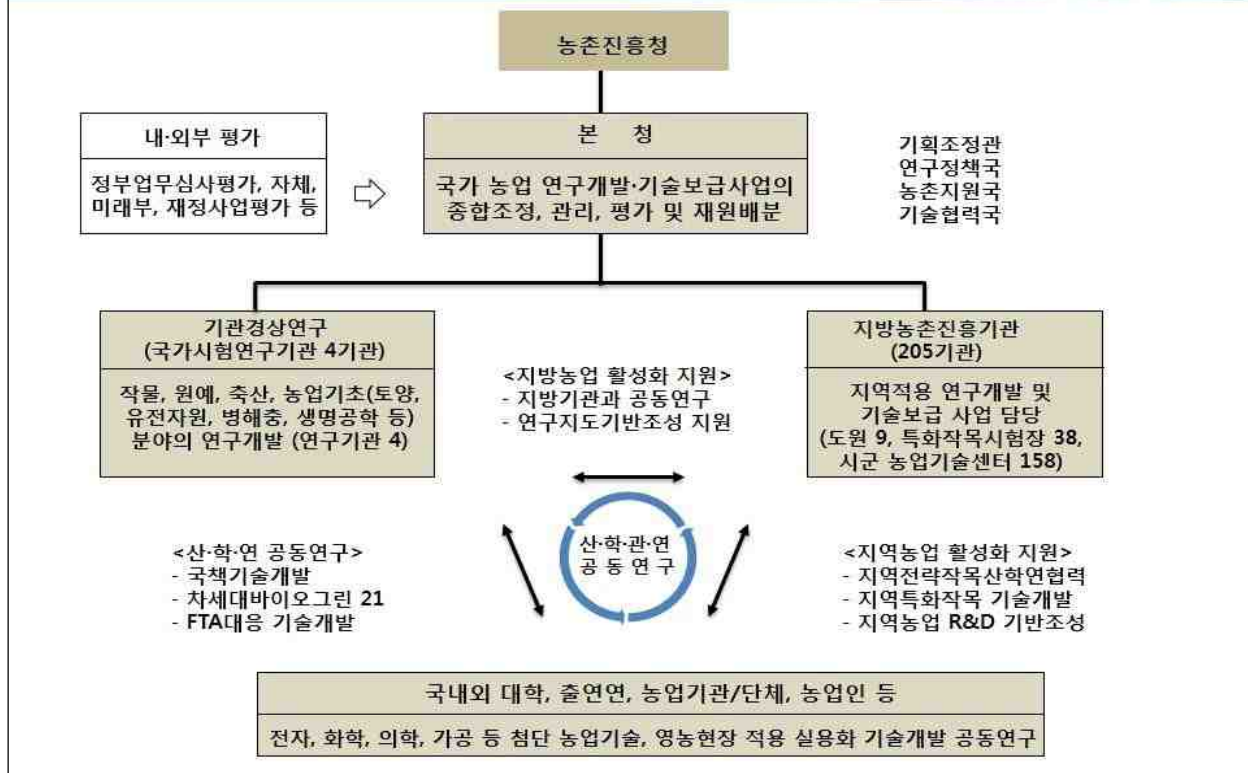 농촌진흥청
내·외부 평가
정부업무심사평가, 자체,
미래부, 재정사업평가 등
본 청
국가 농업 연구개발·기술보급사업의
종합조정, 관리, 평가 및 재원배분
기획조정관
연구정책국
농촌지원국
기술협력국
기관경상연구
(국가시험연구기관 4기관)
작물, 원예, 축산, 농업기초(토양,
유전자원, 병해충, 생명공학 등)
분야의 연구개발 (연구기관 4)
<지방농업 활성화 지원>
- 지방기관과 공동연구
- 연구지도기반조성 지원
지방농촌진흥기관
(205기관)
지역적용 연구개발 및
기술보급 사업 담당
(도원 9, 특화작목시험장 38,
시군 농업기술센터 158)
<산·학·연 공동연구>
- 국책기술개발
- 차세대바이오그린 21
- FTA대응 기술개발
산·학·관·연
공 동 연 구
<지역농업 활성화 지원>
- 지역전략작목산학연협력
- 지역특화작목 기술개발
- 지역농업 R&D 기반조성
국내외 대학, 출연연, 농업기관/단체, 농업인 등
전자, 화학, 의학, 가공 등 첨단 농업기술, 영농현장 적용 실용화 기술개발 공동연구